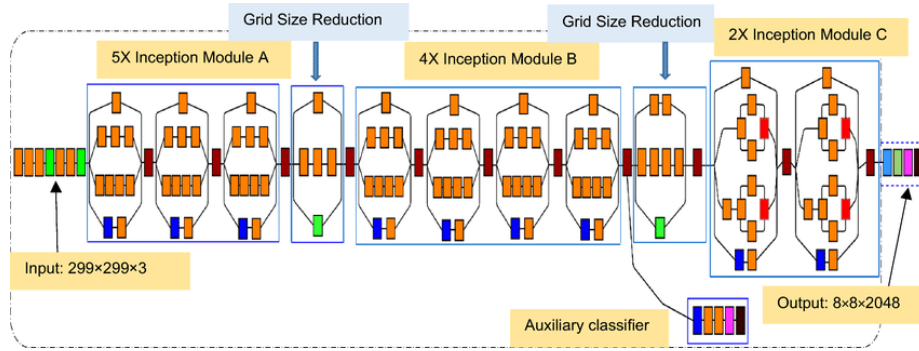 Grid Size Reduction
Grid Size Reduction
5X Inception Module A
4X Inception Module B
2X Inception Module C
Input: 299×299×3
Output: 8×8×2048
Auxiliary classifier